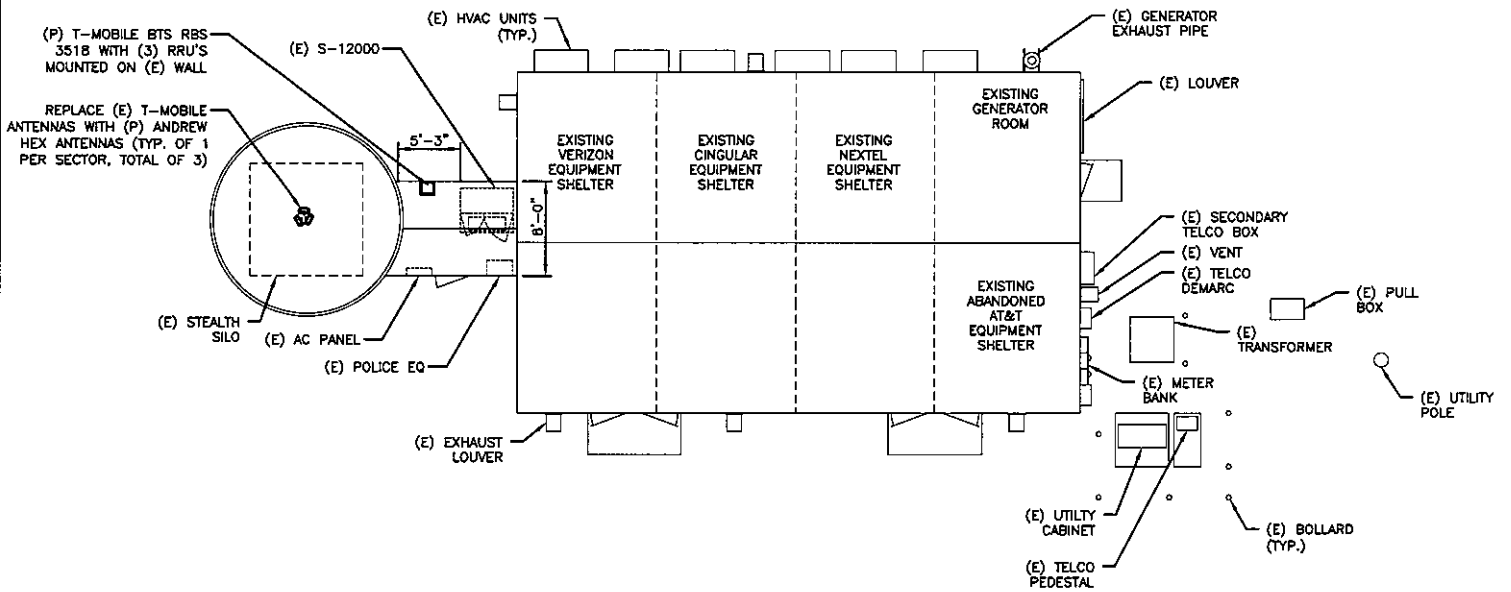 (P) T-MOBILE BTS RBS
3518 WITH (3) RRU'S
MOUNTED ON (E) WALL
(E) S-12000
(E) HVAC UNITS
(TYP.)
(E) GENERATOR
EXHAUST PIPE
(E) LOUVER
REPLACE (E) T-MOBILE
ANTENNAS WITH (P) ANDREW
HEX ANTENNAS (TYP. OF 1
PER SECTOR, TOTAL OF 3)
5'-3"
8'-0"
EXISTING
VERIZON
EQUIPMENT
SHELTER
EXISTING
CINGULAR
EQUIPMENT
SHELTER
EXISTING
NEXTEL
EQUIPMENT
SHELTER
EXISTING
GENERATOR
ROOM
(E) SECONDARY
TELCO BOX
(E) VENT
(E) TELCO
DEMARC
EXISTING
ABANDONED
AT&T
EQUIPMENT
SHELTER
(E) PULL
BOX
(E)
TRANSFORMER
(E) STEALTH
SILO
(E) AC PANEL
(E) POLICE EQ
(E) METER
BANK
(E) UTILITY
POLE
(E) EXHAUST
LOUVER
(E) UTILTY
CABINET
(E) BOLLARD
(TYP.)
(E) TELCO
PEDESTAL